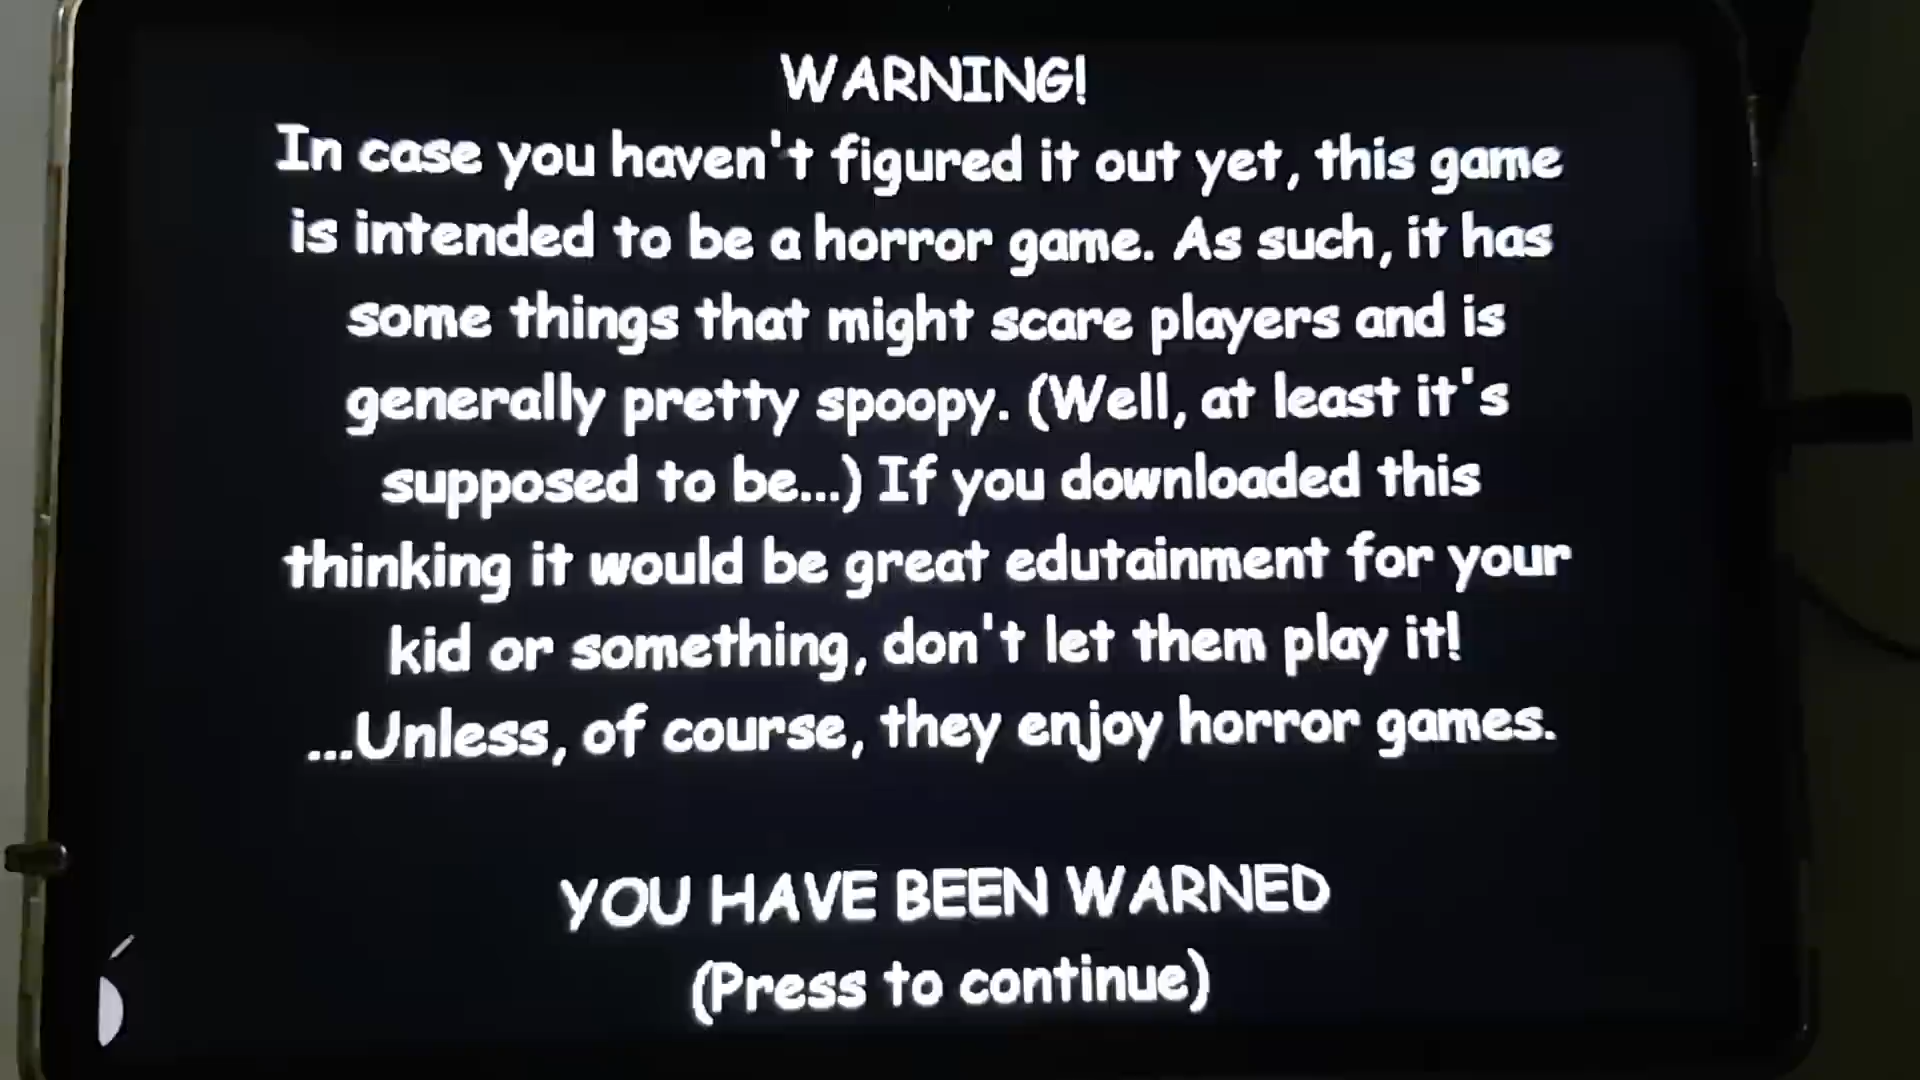 WARNING!
In case you haven't figured it out yet, this game
is intended to be a horror game. As such, it has
some things that might scare players and is
generally pretty spoopy. (Well, at least it's
supposed to be...) If you downloaded this
thinking it would be great edutainment for your
kid or something, don't let them play it!
...Unless, of course, they enjoy horror games.
YOU HAVE BEEN WARNED
(Press to continue)